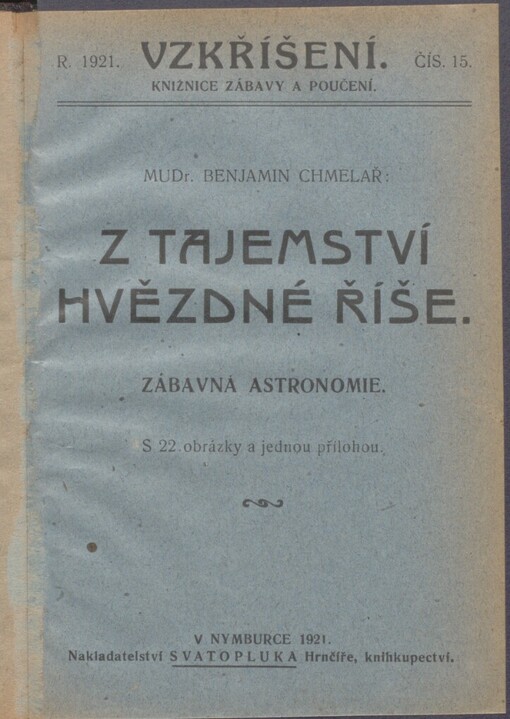 R. 1921. VZKŘÍŠENÍ. ČÍS. 15.
KNIŽNICE ZÁBAVY A POUČENÍ.
MUDr. BENJAMIN CHMELAŘ:
Z TAJEMSTVÍ
HVĚZDNÉ ŘÍŠE.
ZÁBAVNÁ ASTRONOMIE.
S 22 obrázky a jednou přílohou.
V NYMBURCE 1921.
Nakladatelství SVATOPLUKA Hrnčíře, knihkupectví.